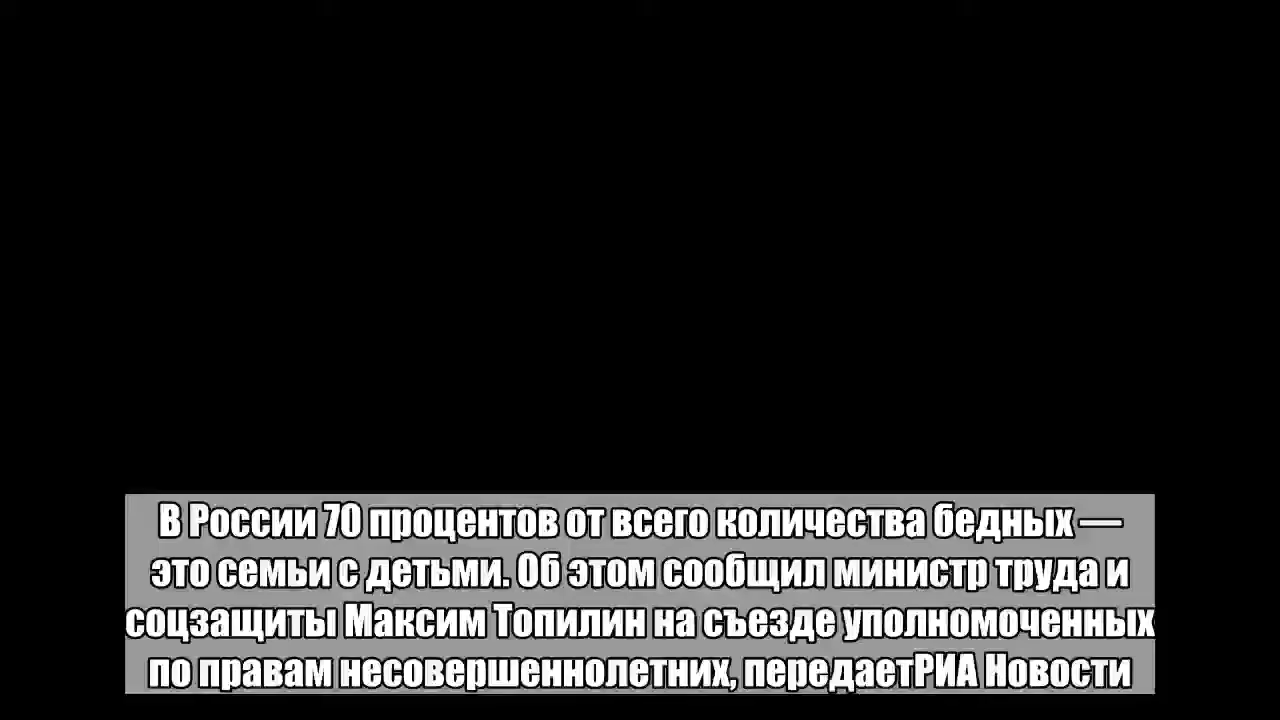 В России 70 процентов от всего количества бедных —
это семьи с детьми. Об этом сообщил министр труда и
соцзащиты Максим Топилин на съезде уполномоченных
по правам несовершеннолетних, передаетРИА Новости